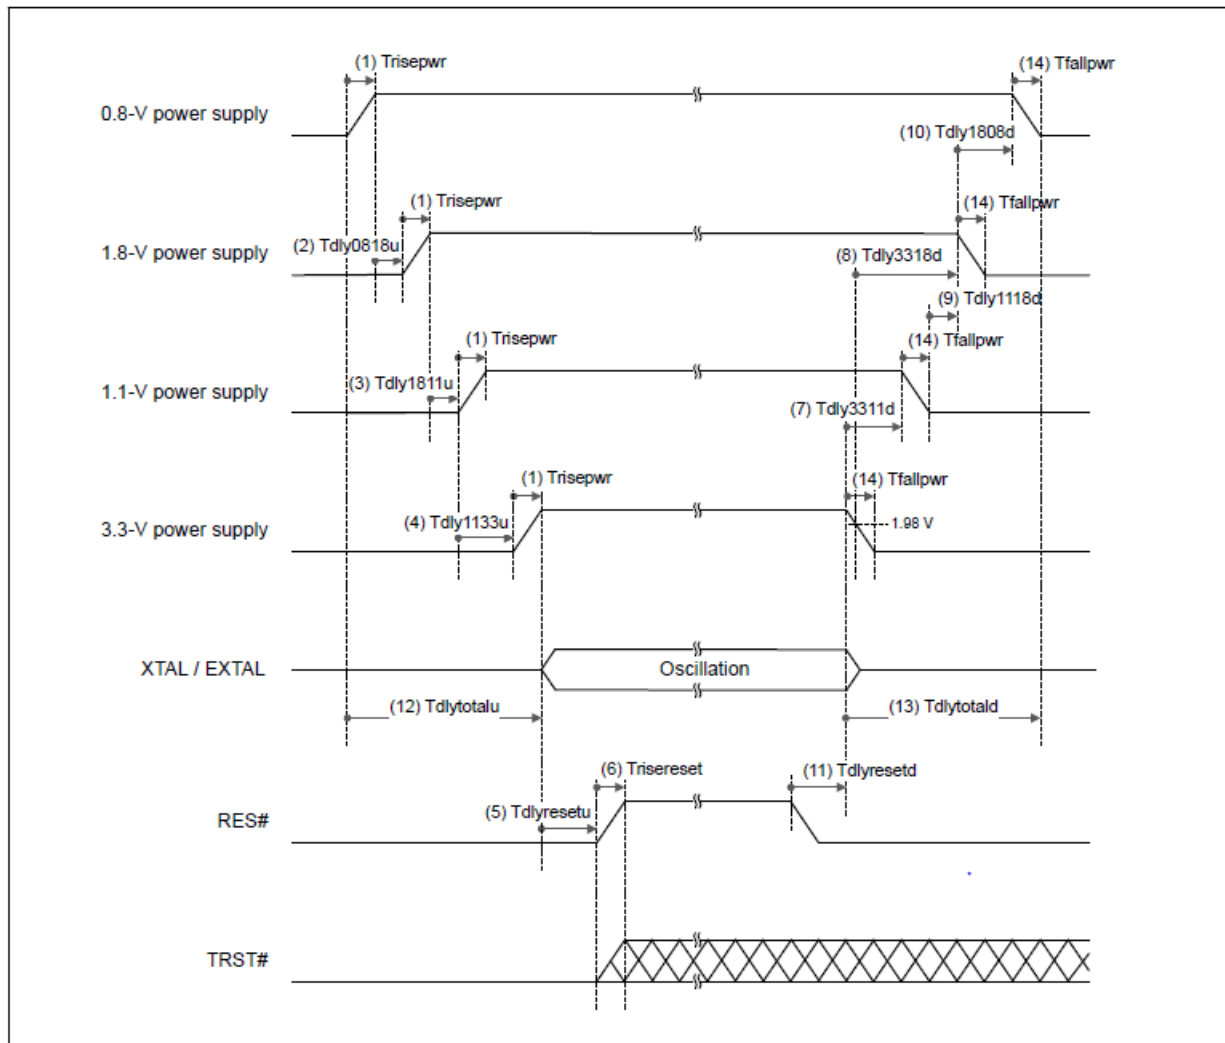 (1) Trisepwr
(14) Tfallpwr
0.8-V power supply
(10) Tdly1808d
(1) Trisepwr
(14) Tfallpwr
(2) Tdly0818u
1.8-V power supply
(8) Tdly3318d
(9) Tdly1118d
(1) Trisepwr
(14) Tfallpwr
(3) Tdly1811u
1.1-V power supply
(7) Tdly3311d
(1) Trisepwr
(14) Tfallpwr
(4) Tdly1133u
3.3-V power supply
1.98 V
XTAL / EXTAL
Oscillation
(12) Tdlytotalu
(13) Tdlytotald
(6) Trisereset
(11) Tdlyresetd
(5) Tdlyresetu
RES#
TRST#